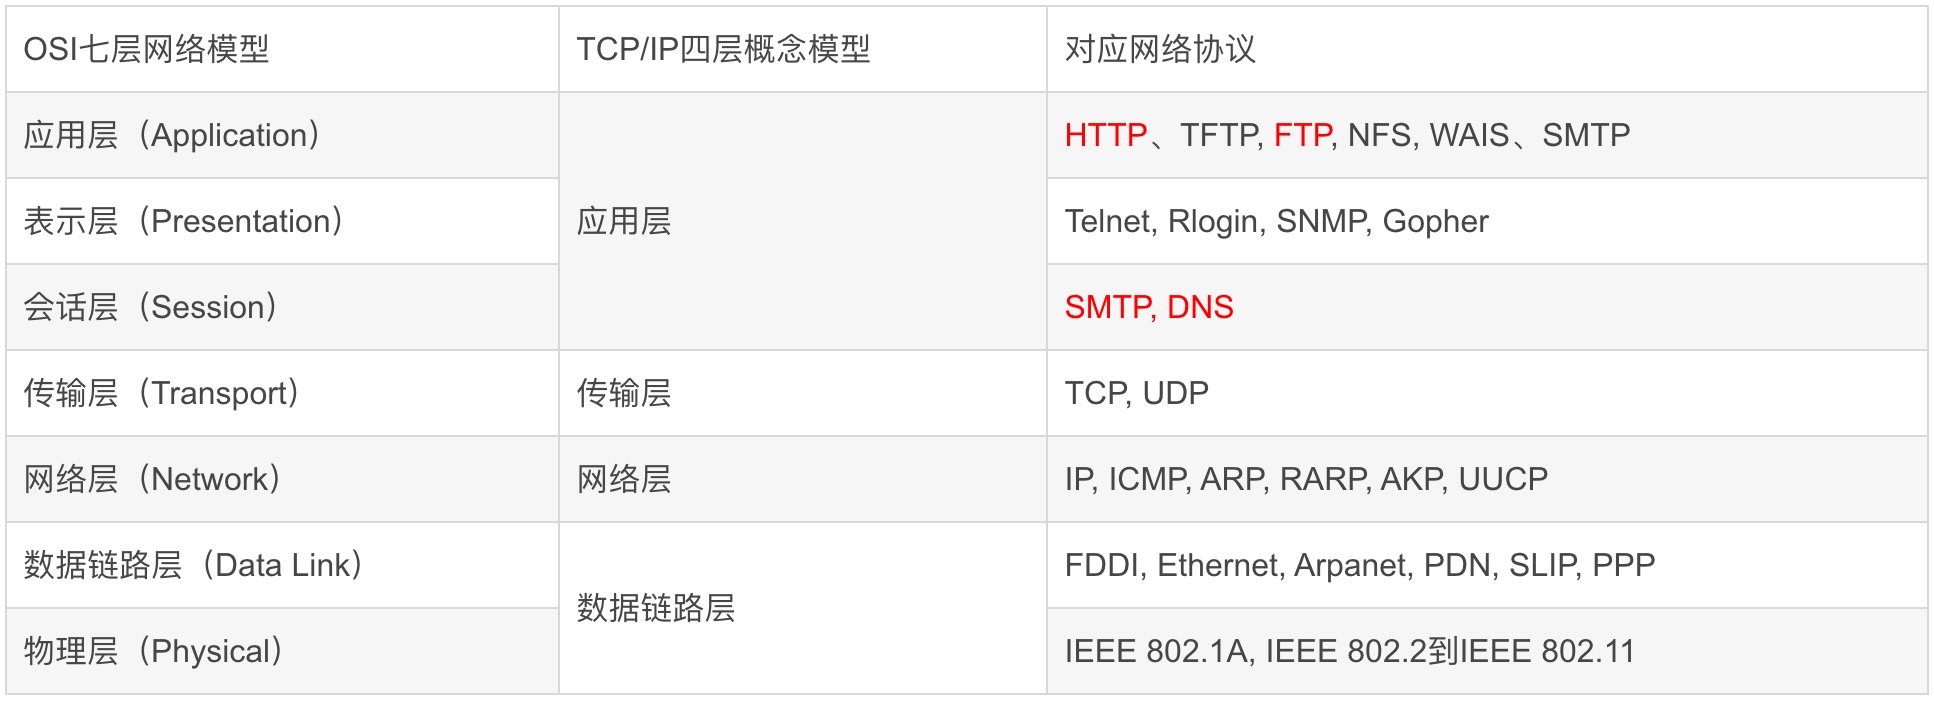 OSI七层网络模型 TCP/IP四层概念模型 对应网络协议
应用层（Application） HTTP、TFTP, FTP, NFS, WAIS、SMTP
表示层（Presentation） 应用层 Telnet, Rlogin, SNMP, Gopher
会话层（Session） SMTP, DNS
传输层（Transport） 传输层 TCP, UDP
网络层（Network） 网络层 IP, ICMP, ARP, RARP, AKP, UUCP
数据链路层（Data Link） FDDI, Ethernet, Arpanet, PDN, SLIP, PPP
数据链路层
物理层（Physical） IEEE 802.1A, IEEE 802.2到IEEE 802.11